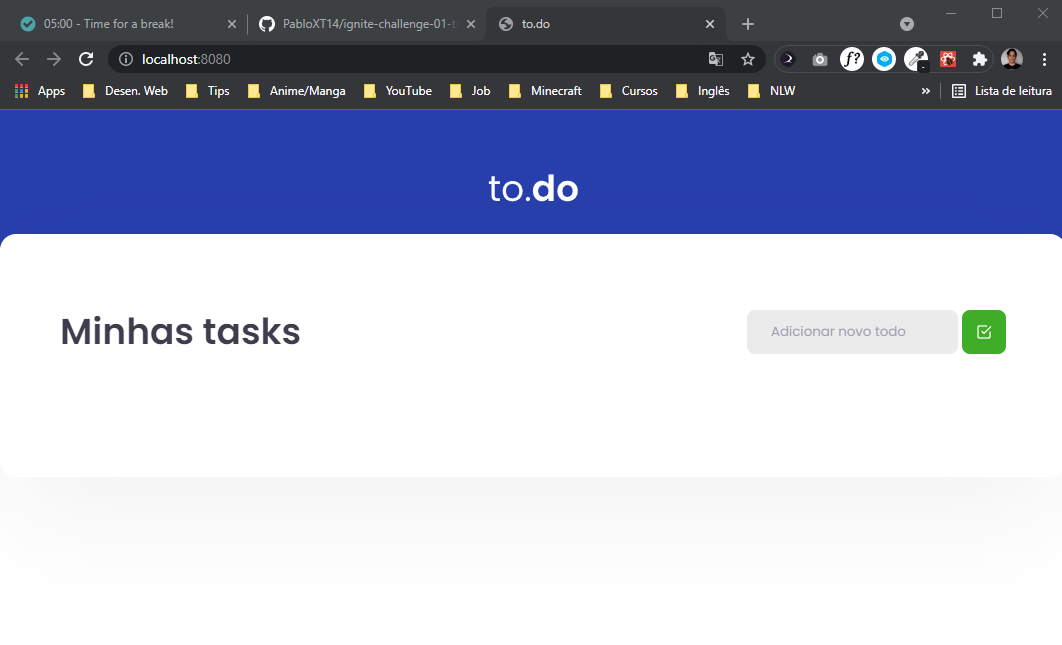 05:00 - Time for a break!
PabloXT14/ignite-challenge-01-t
to.do
localhost:8080
f?
Apps
Desen. Web
Tips
Anime/Manga
YouTube
Job
Minecraft
Cursos
Inglês
NLW
»
Lista de leitura
to.do
Minhas tasks
Adicionar novo todo